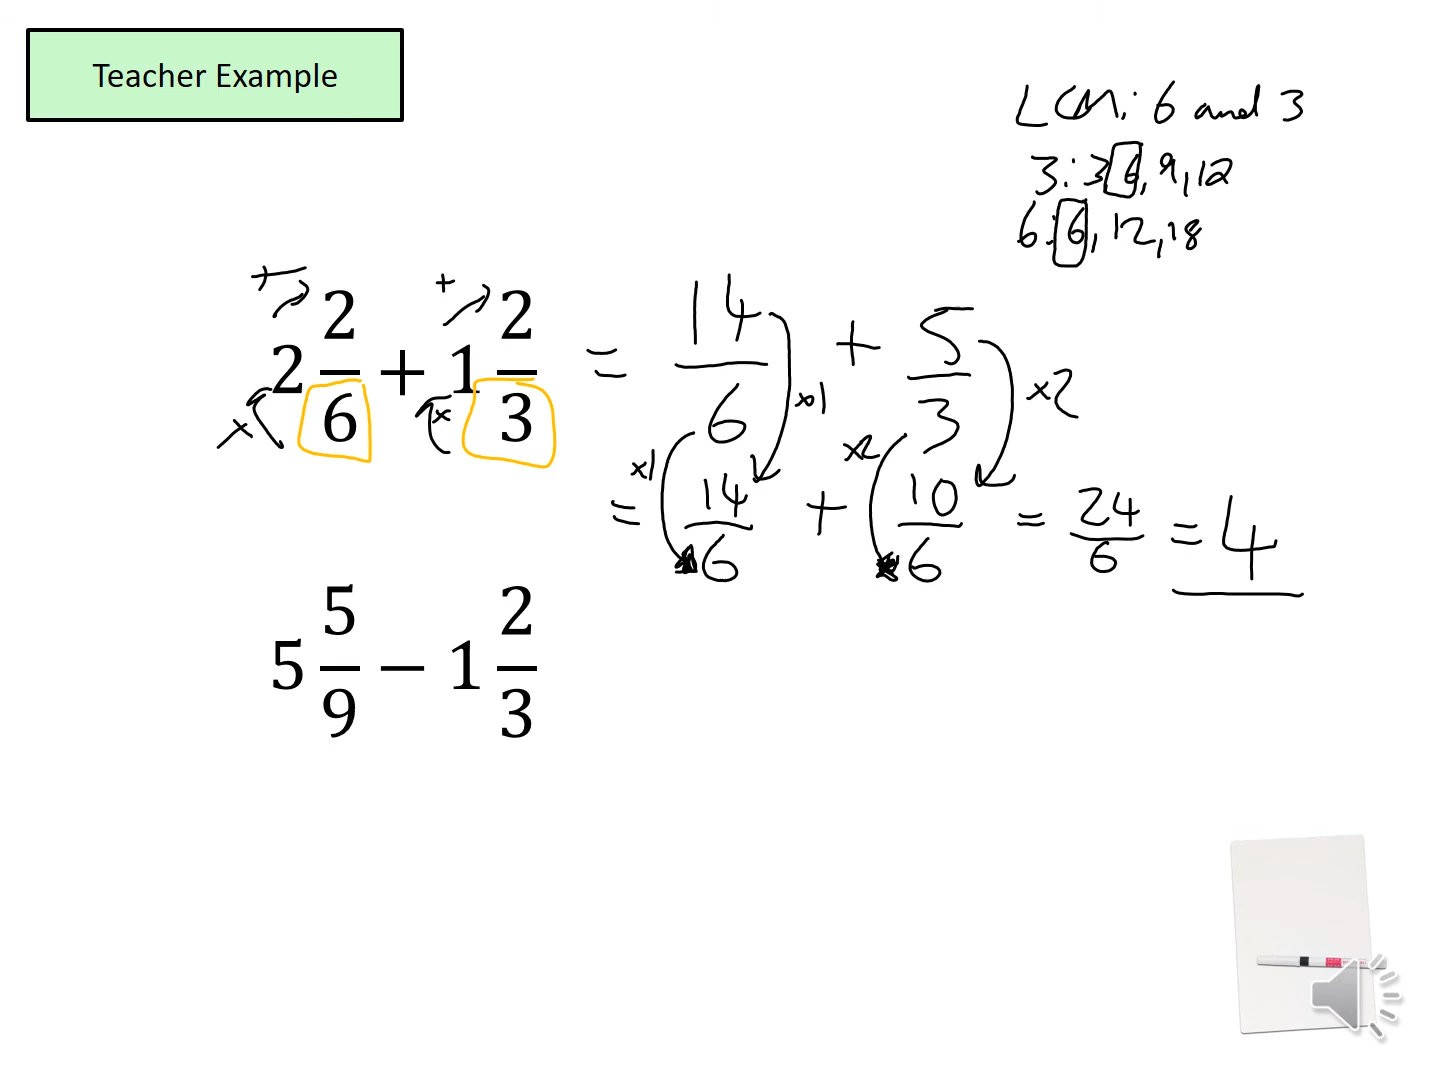 Teacher Example
LCM: 6 and 3
3: 3 6, 9, 12
6: 6, 12, 18
+ +
2 2/6 + 1 2/3 = 14/6 + 5/3
× × ×1 ×2
×1 ×2
= 14/6 + 10/6 = 24/6 = 4
5 5/9 − 1 2/3